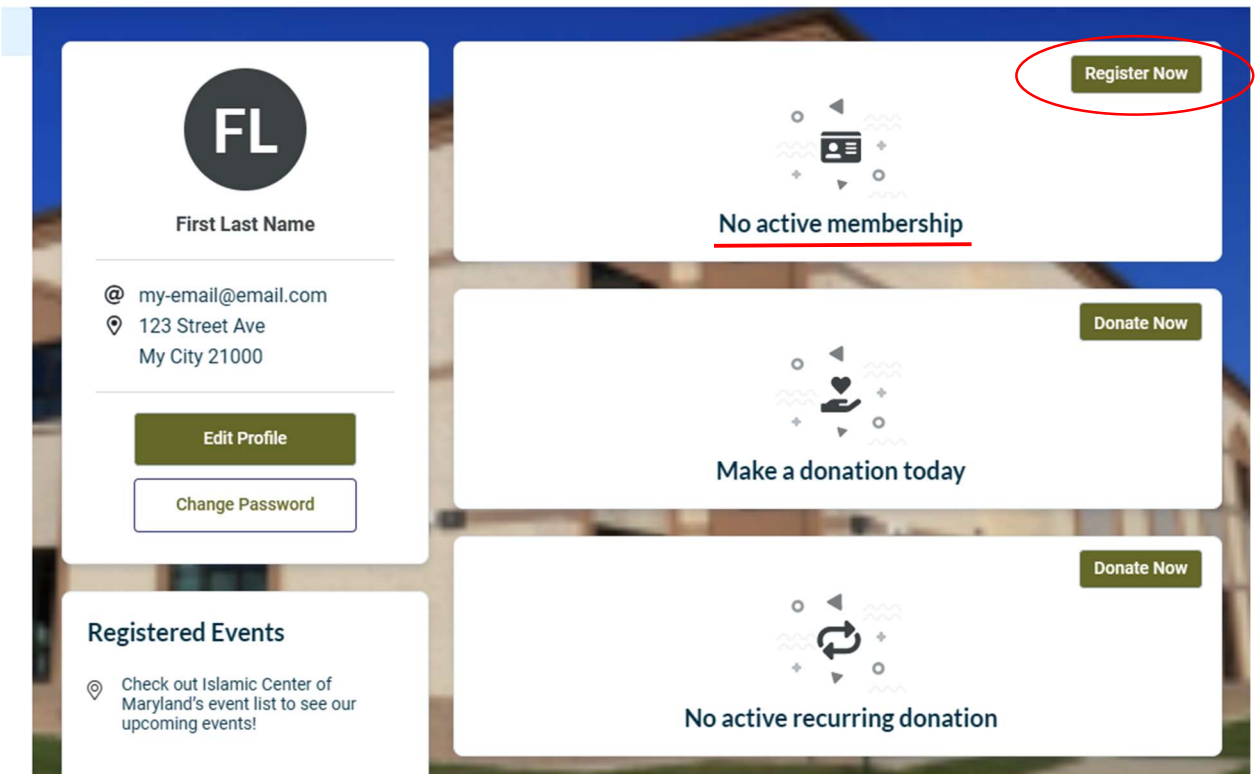 FL
First Last Name
@ my-email@email.com
123 Street Ave
My City 21000
Edit Profile
Change Password
Registered Events
Check out Islamic Center of
Maryland's event list to see our
upcoming events!
Register Now
No active membership
Donate Now
Make a donation today
Donate Now
No active recurring donation